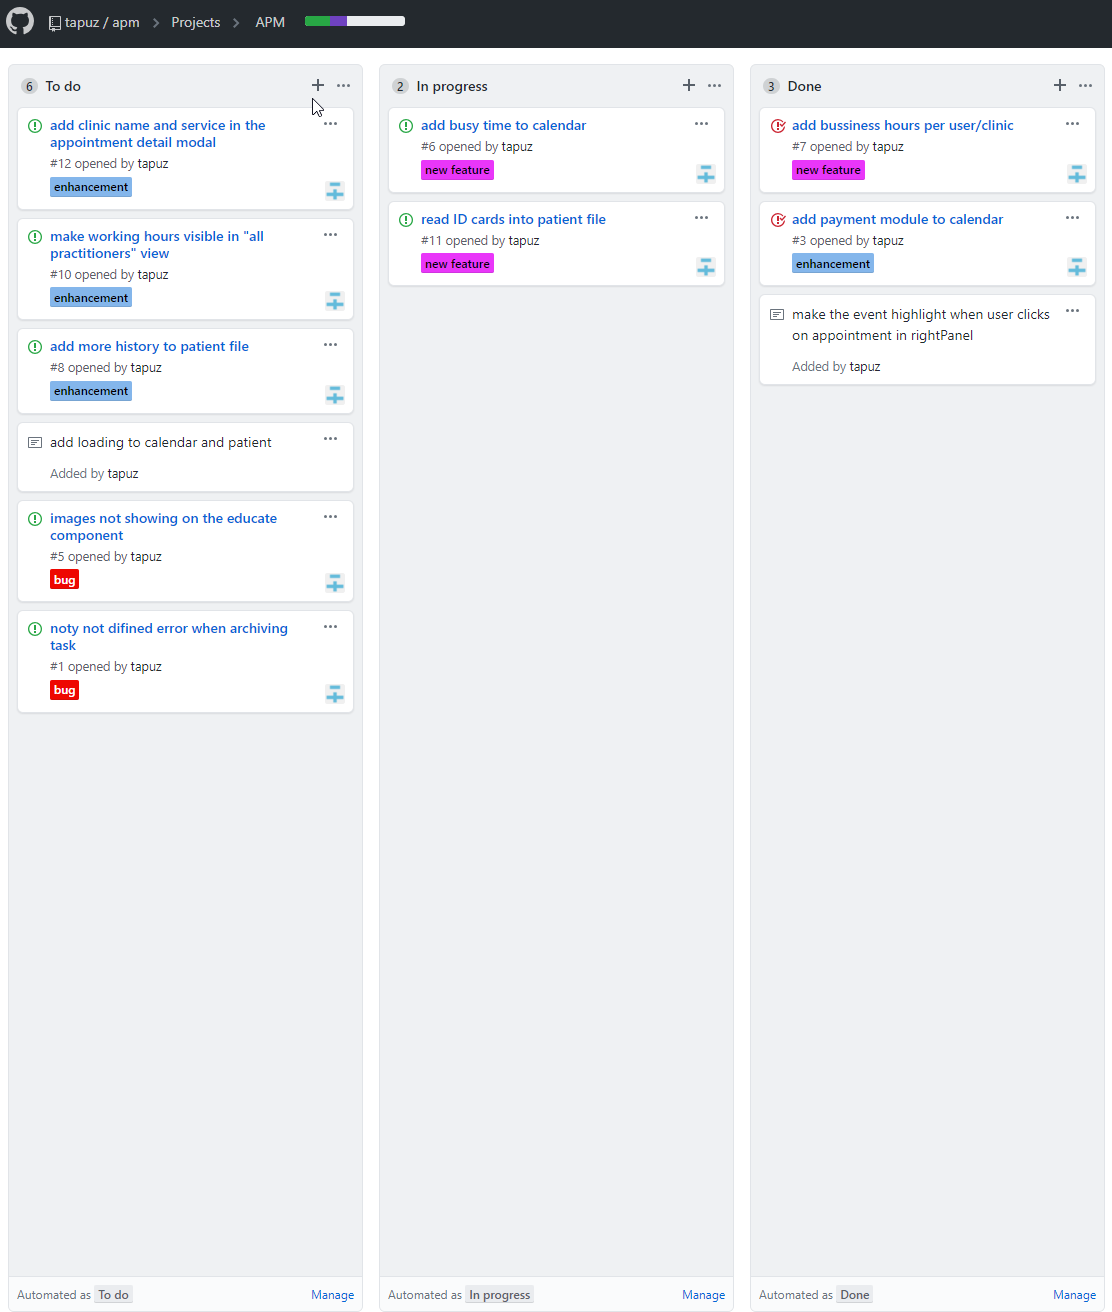 tapuz / apm > Projects > APM
6 To do
add clinic name and service in the
appointment detail modal
#12 opened by tapuz
enhancement
make working hours visible in "all
practitioners" view
#10 opened by tapuz
enhancement
add more history to patient file
#8 opened by tapuz
enhancement
add loading to calendar and patient
Added by tapuz
images not showing on the educate
component
#5 opened by tapuz
bug
noty not difined error when archiving
task
#1 opened by tapuz
bug
Automated as To do Manage
2 In progress
add busy time to calendar
#6 opened by tapuz
new feature
read ID cards into patient file
#11 opened by tapuz
new feature
Automated as In progress Manage
3 Done
add bussiness hours per user/clinic
#7 opened by tapuz
new feature
add payment module to calendar
#3 opened by tapuz
enhancement
make the event highlight when user clicks
on appointment in rightPanel
Added by tapuz
Automated as Done Manage